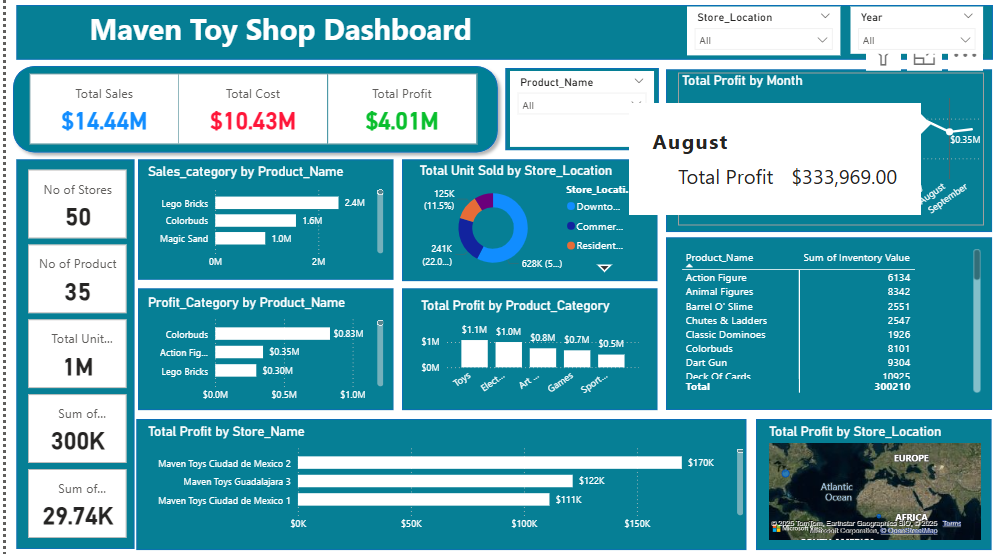 Maven Toy Shop Dashboard
Store_Location
All
Year
All
Total Sales
$14.44M
Total Cost
$10.43M
Total Profit
$4.01M
Product_Name
All
Total Profit by Month
$0.35M
August
September
August
Total Profit $333,969.00
No of Stores
50
No of Product
35
Total Unit...
1M
Sum of...
300K
Sum of...
29.74K
Sales_category by Product_Name
Lego Bricks 2.4M
Colorbuds 1.6M
Magic Sand 1.0M
0M 2M
Total Unit Sold by Store_Location
125K
(11.5%)
241K
(22.0...)
628K (5...)
Store_Locati...
Downto...
Commer...
Resident...
Profit_Category by Product_Name
Colorbuds $0.83M
Action Fig... $0.35M
Lego Bricks $0.30M
$0.0M $0.5M $1.0M
Total Profit by Product_Category
$1.1M $1.0M $0.8M $0.7M $0.5M
$1M
$0M
Toys Elect... Art ... Games Sport...
Product_Name Sum of Inventory Value
Action Figure 6134
Animal Figures 8342
Barrel O' Slime 2551
Chutes & Ladders 2547
Classic Dominoes 1926
Colorbuds 8101
Dart Gun 9304
Deck Of Cards 10925
Total 300210
Total Profit by Store_Name
Maven Toys Ciudad de Mexico 2 $170K
Maven Toys Guadalajara 3 $122K
Maven Toys Ciudad de Mexico 1 $111K
$0K $50K $100K $150K
Total Profit by Store_Location
EUROPE
Atlantic
Ocean
AFRICA
© 2025 TomTom, Earthstar Geographics SIO, © 2025 Terms
Microsoft Corporation, © OpenStreetMap